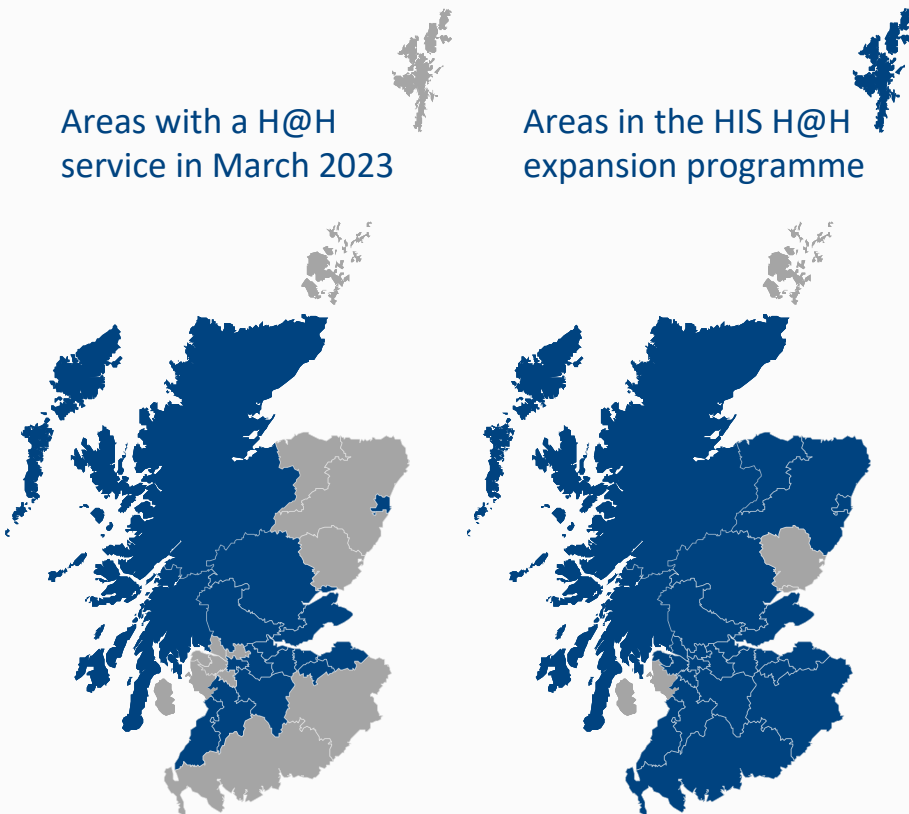 Areas with a H@H
service in March 2023
Areas in the HIS H@H
expansion programme